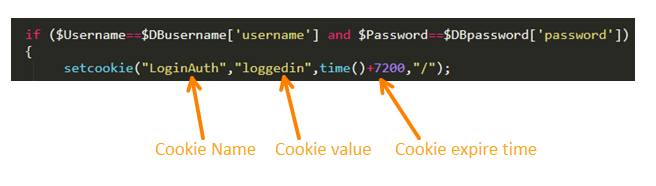 if ($Username==$DBusername['username'] and $Password==$DBpassword['password'])
{
setcookie("LoginAuth","loggedin",time()+7200,"/");
Cookie Name Cookie value Cookie expire time